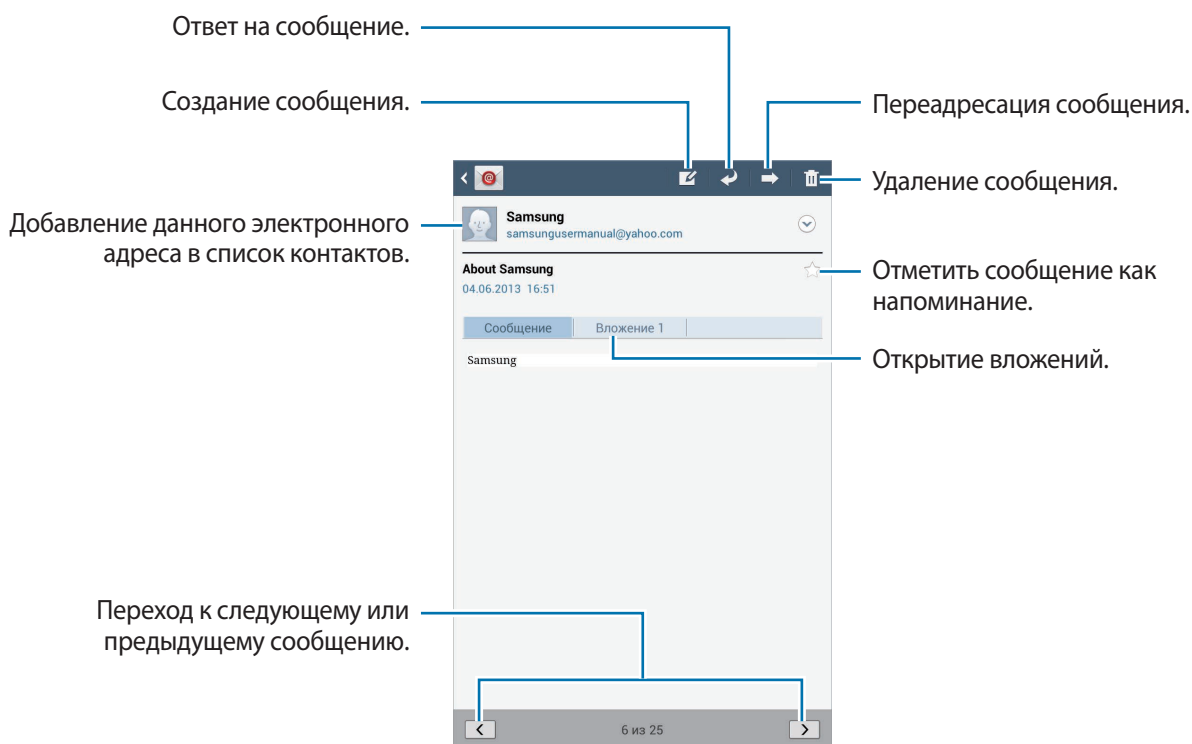 Ответ на сообщение.
Создание сообщения.
Переадресация сообщения.
Удаление сообщения.
Добавление данного электронного
адреса в список контактов.
Samsung
samsungusermanual@yahoo.com
About Samsung
04.06.2013 16:51
Отметить сообщение как
напоминание.
Сообщение
Вложение 1
Samsung
Открытие вложений.
Переход к следующему или
предыдущему сообщению.
6 из 25